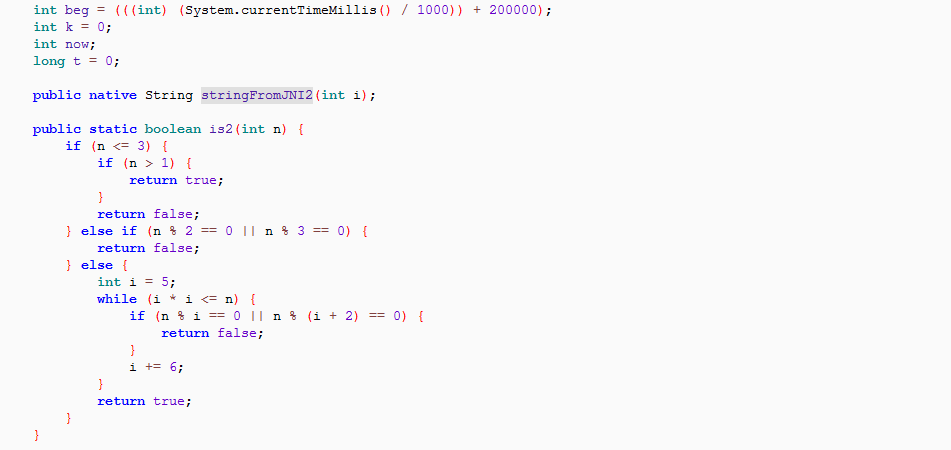 int beg = (((int) (System.currentTimeMillis() / 1000)) + 200000);
int k = 0;
int now;
long t = 0;
public native String stringFromJNI2(int i);
public static boolean is2(int n) {
if (n <= 3) {
if (n > 1) {
return true;
}
return false;
} else if (n % 2 == 0 || n % 3 == 0) {
return false;
} else {
int i = 5;
while (i * i <= n) {
if (n % i == 0 || n % (i + 2) == 0) {
return false;
}
i += 6;
}
return true;
}
}